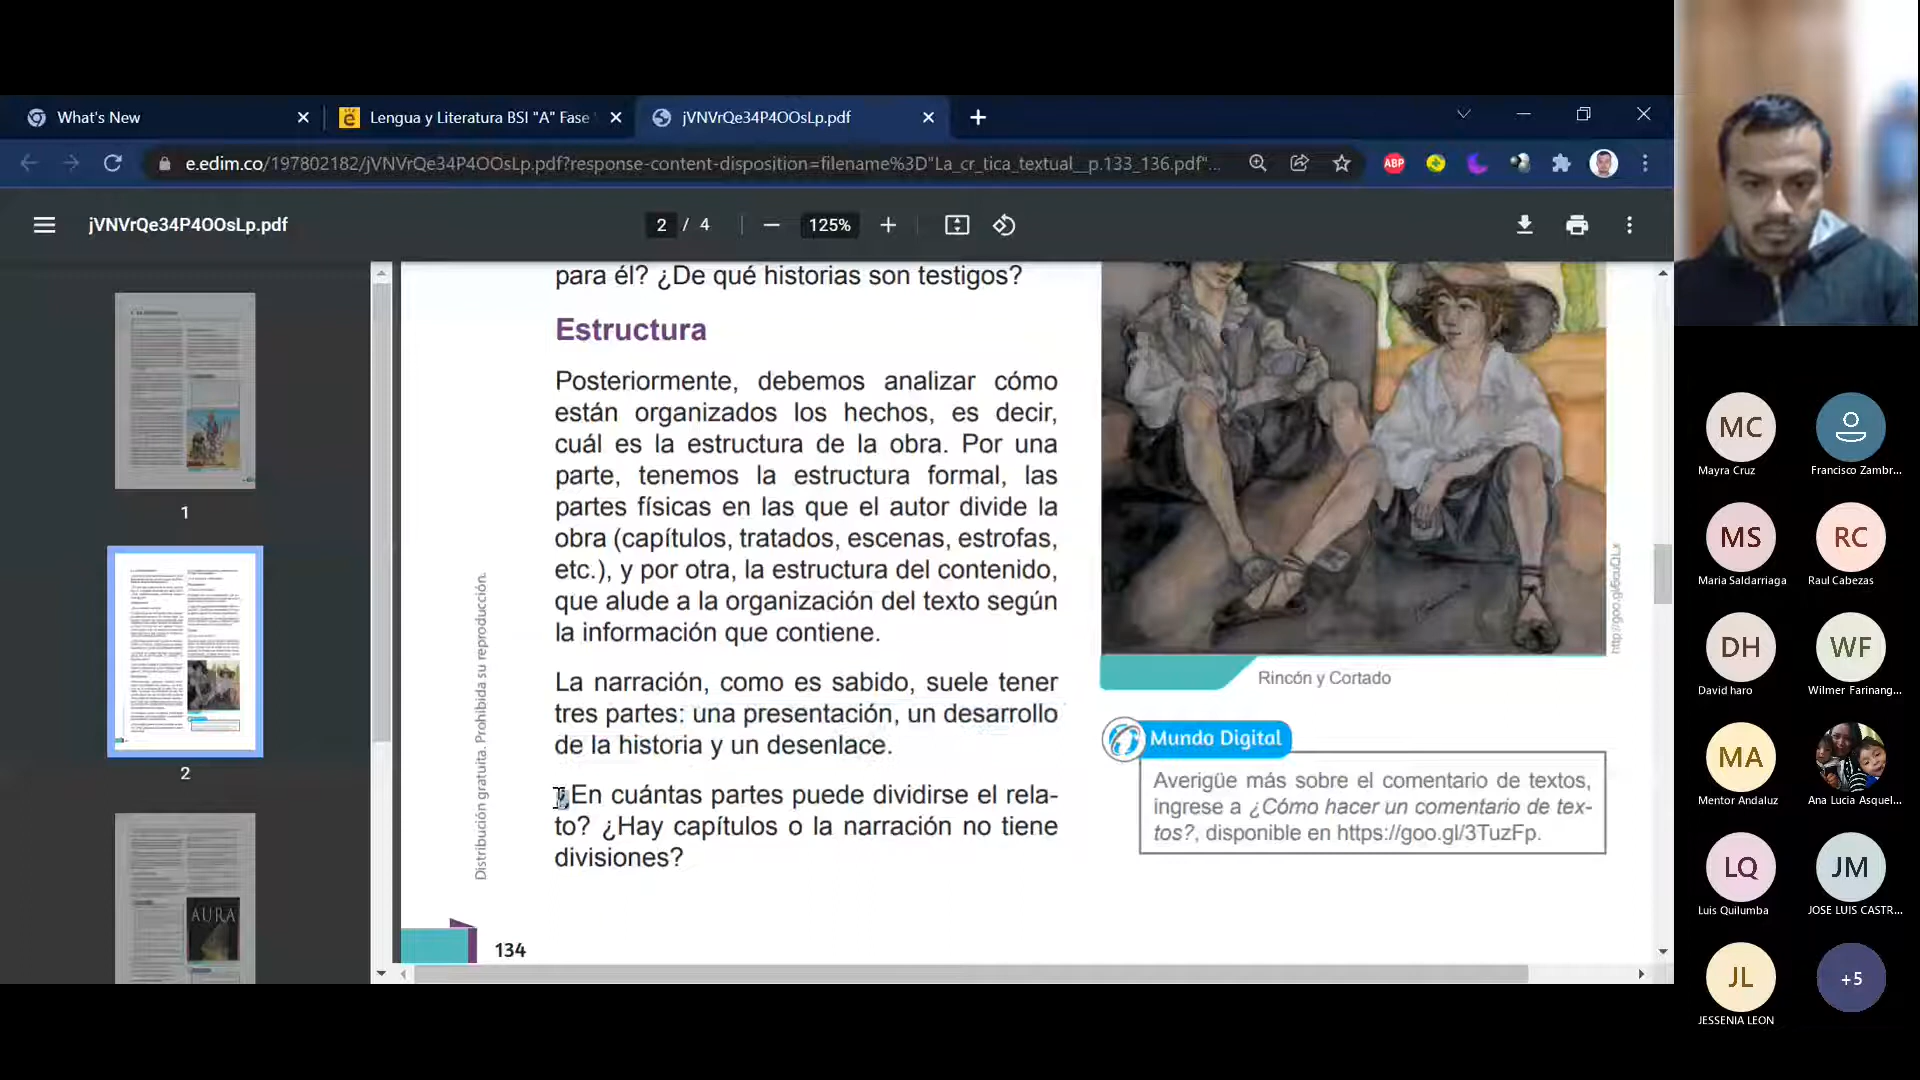 What's New
Lengua y Literatura BSI "A" Fase
jVNVrQe34P4OOsLp.pdf
e.edim.co/197802182/jVNVrQe34P4OOsLp.pdf?response-content-disposition=filename%3D"La_cr_tica_textual__p.133_136.pdf"...
ABP
jVNVrQe34P4OOsLp.pdf
2 / 4
125%
1
2
AURA
para él? ¿De qué historias son testigos?
Estructura
Posteriormente, debemos analizar cómo
están organizados los hechos, es decir,
cuál es la estructura de la obra. Por una
parte, tenemos la estructura formal, las
partes físicas en las que el autor divide la
obra (capítulos, tratados, escenas, estrofas,
etc.), y por otra, la estructura del contenido,
que alude a la organización del texto según
la información que contiene.
La narración, como es sabido, suele tener
tres partes: una presentación, un desarrollo
de la historia y un desenlace.
¿En cuántas partes puede dividirse el rela-
to? ¿Hay capítulos o la narración no tiene
divisiones?
134
Distribución gratuita. Prohibida su reproducción.
http://goo.gl/6cuQLx
Rincón y Cortado
Mundo Digital
Averigüe más sobre el comentario de textos,
ingrese a ¿Cómo hacer un comentario de tex-
tos?, disponible en https://goo.gl/3TuzFp.
MC
Mayra Cruz
Francisco Zambr...
MS
Maria Saldarriaga
RC
Raul Cabezas
DH
David haro
WF
Wilmer Farinang...
MA
Mentor Andaluz
Ana Lucia Asquel...
LQ
Luis Quilumba
JM
JOSE LUIS CASTR...
JL
JESSENIA LEON
+5